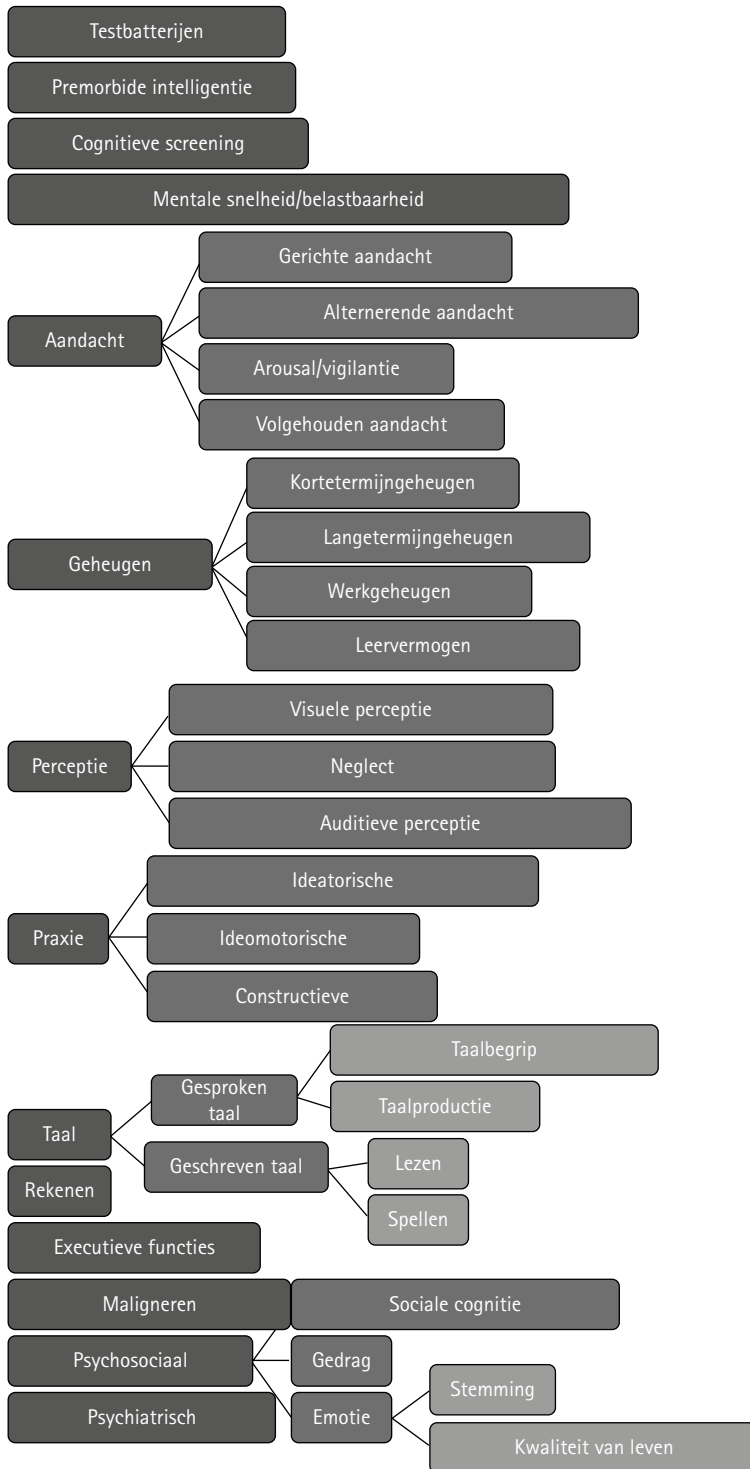 Testbatterijen
Premorbide intelligentie
Cognitieve screening
Mentale snelheid/belastbaarheid
Aandacht
Gerichte aandacht
Alternerende aandacht
Arousal/vigilantie
Volgehouden aandacht
Geheugen
Kortetermijngeheugen
Langetermijngeheugen
Werkgeheugen
Leervermogen
Perceptie
Visuele perceptie
Neglect
Auditieve perceptie
Praxie
Ideatorische
Ideomotorische
Constructieve
Taal
Gesproken
taal
Taalbegrip
Taalproductie
Geschreven taal
Lezen
Spellen
Rekenen
Executieve functies
Maligneren
Psychosociaal
Sociale cognitie
Gedrag
Emotie
Stemming
Kwaliteit van leven
Psychiatrisch